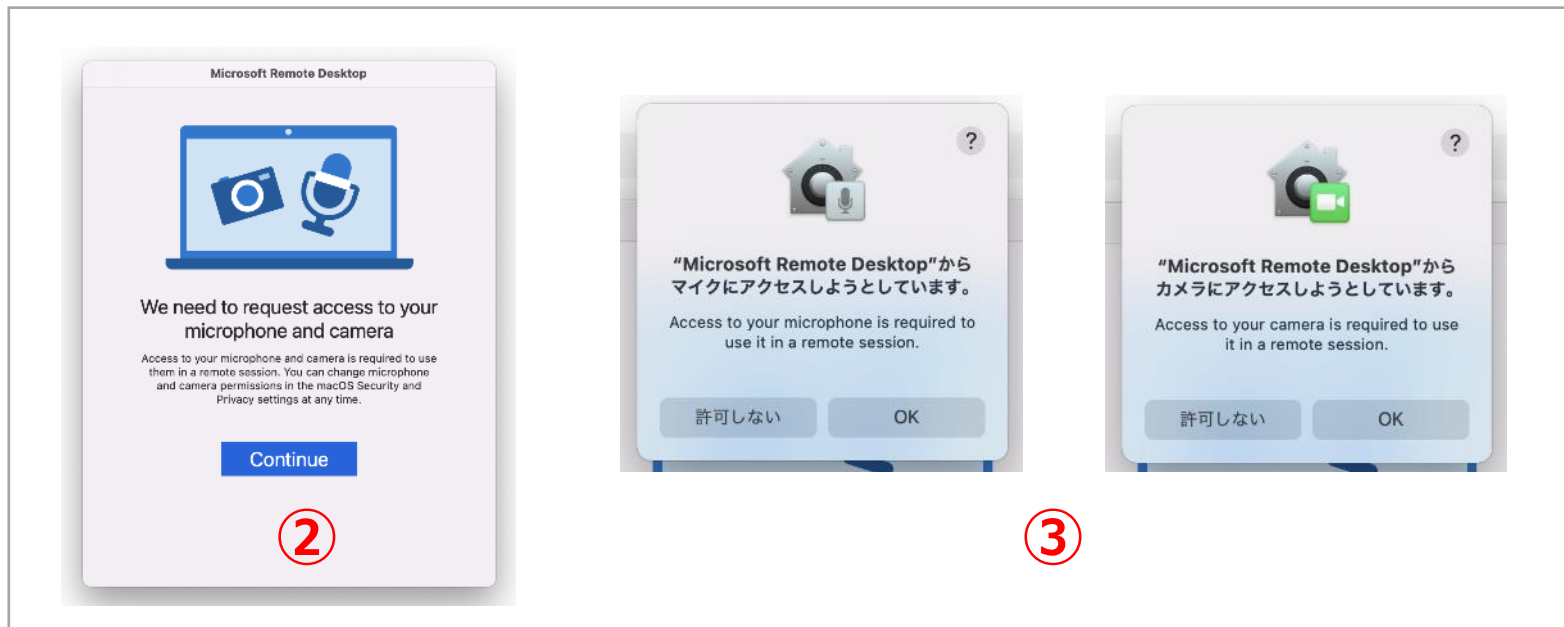 Microsoft Remote Desktop
We need to request access to your
microphone and camera
Access to your microphone and camera is required to use
them in a remote session. You can change microphone
and camera permissions in the macOS Security and
Privacy settings at any time.
Continue
②
?
“Microsoft Remote Desktop”から
マイクにアクセスしようとしています。
Access to your microphone is required to
use it in a remote session.
許可しない
OK
?
“Microsoft Remote Desktop”から
カメラにアクセスしようとしています。
Access to your camera is required to use
it in a remote session.
許可しない
OK
③